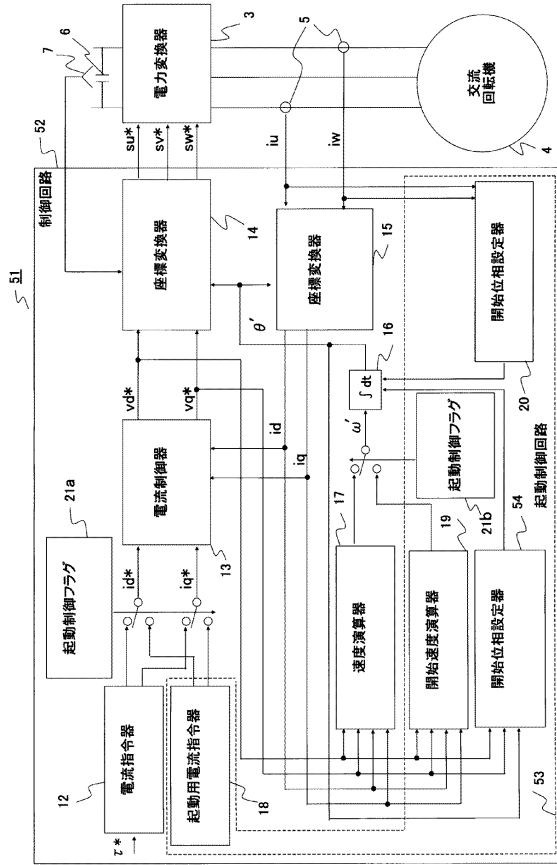 51
制御回路
52
7
6
電力変換器
3
5
交流
回転機
4
su*
sv*
sw*
iu
iw
座標変換器
14
座標変換器
15
θ'
16
∫ dt
ω'
vd*
vq*
電流制御器
13
id
iq
起動制御フラグ
21a
id*
iq*
電流指令器
12
τ*
起動用電流指令器
18
17
速度演算器
起動制御フラグ
21b
19
開始速度演算器
54
開始位相設定器
開始位相設定器
20
起動制御回路
53